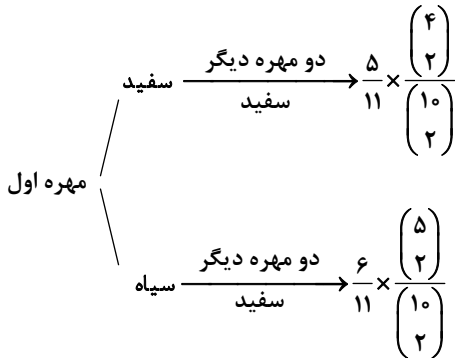 سفید دو مهره دیگر سفید ۵/۱۱ × (۴ ۲)/(۱۰ ۲)
مهره اول
سیاه دو مهره دیگر سفید ۶/۱۱ × (۵ ۲)/(۱۰ ۲)